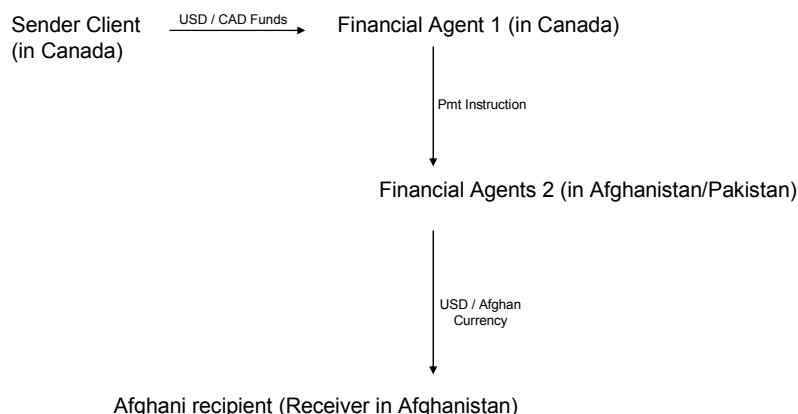 Sender Client
(in Canada)
USD / CAD Funds
Financial Agent 1 (in Canada)
Pmt Instruction
Financial Agents 2 (in Afghanistan/Pakistan)
USD / Afghan
Currency
Afghani recipient (Receiver in Afghanistan)